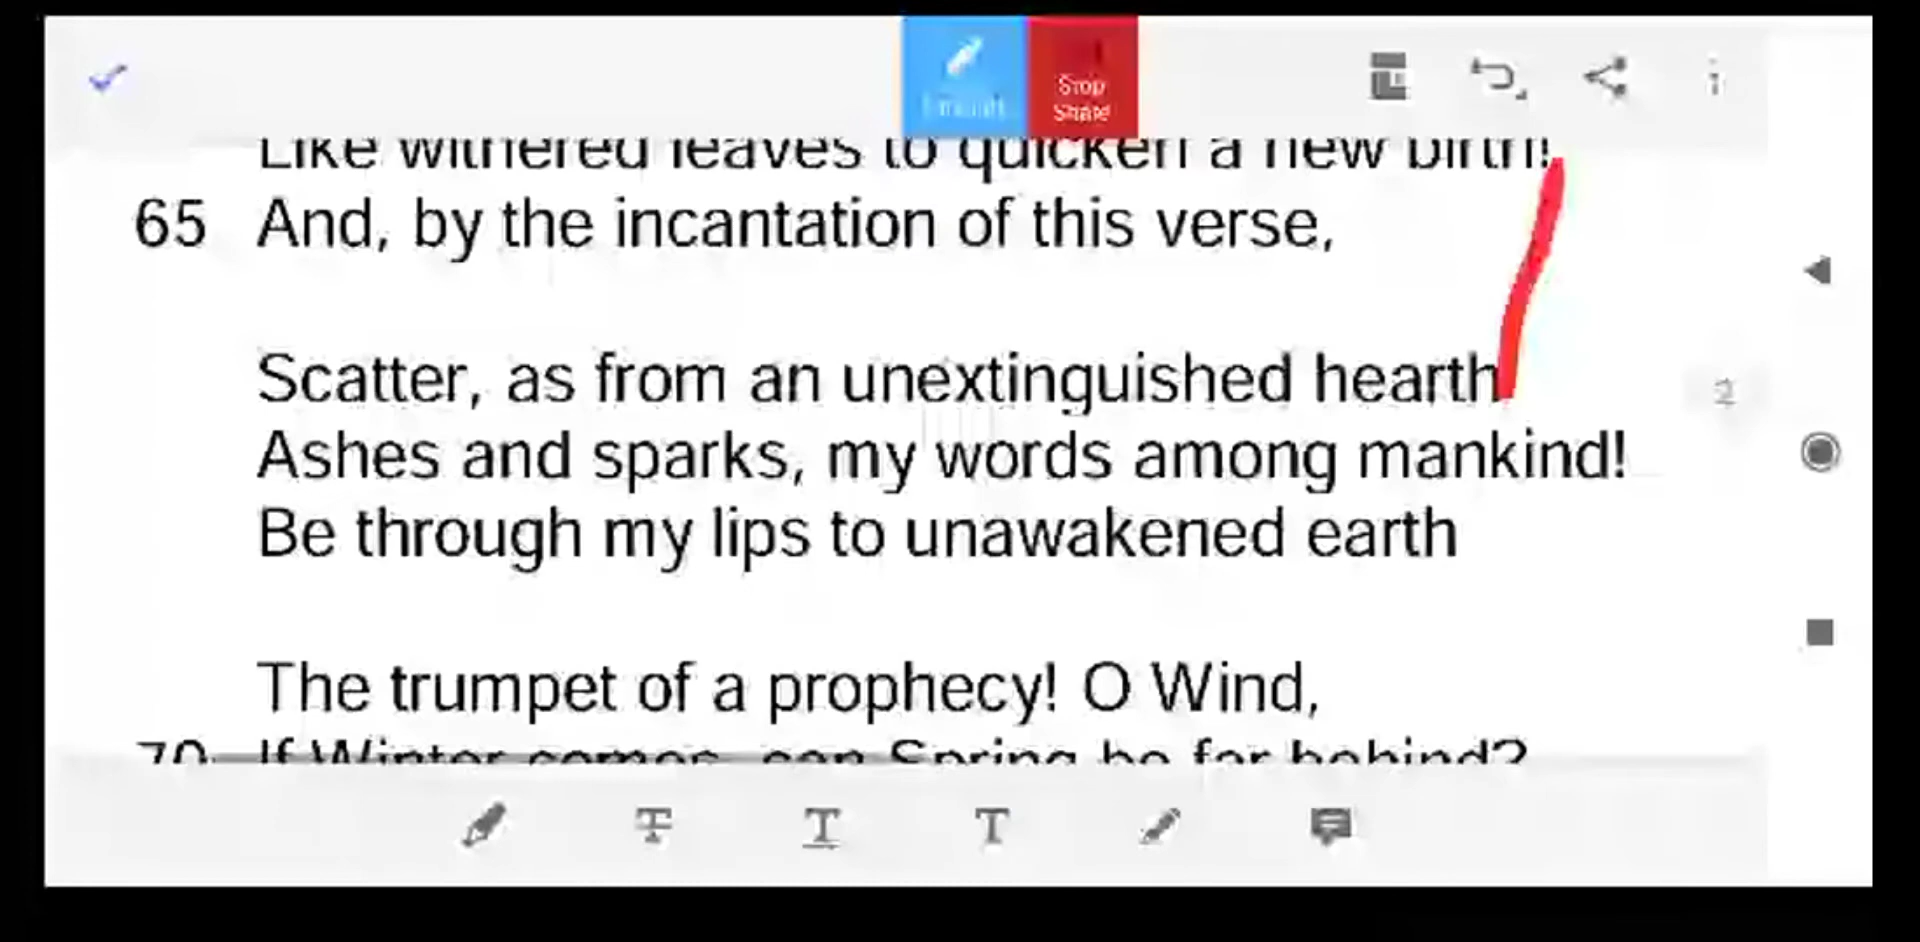 Stop
Share
Like withered leaves to quicken a new birth!
65 And, by the incantation of this verse,
Scatter, as from an unextinguished hearth
2
Ashes and sparks, my words among mankind!
Be through my lips to unawakened earth
The trumpet of a prophecy! O Wind,
70 If Winter comes, can Spring be far behind?